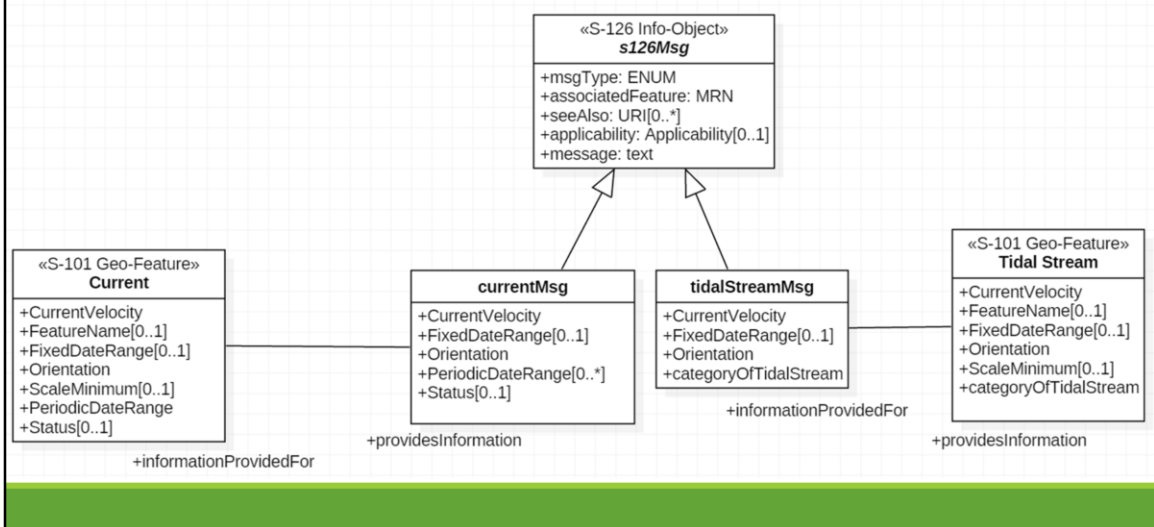 «S-126 Info-Object»
s126Msg
+msgType: ENUM
+associatedFeature: MRN
+seeAlso: URI[0..*]
+applicability: Applicability[0..1]
+message: text
«S-101 Geo-Feature»
Current
+CurrentVelocity
+FeatureName[0..1]
+FixedDateRange[0..1]
+Orientation
+ScaleMinimum[0..1]
+PeriodicDateRange
+Status[0..1]
currentMsg
+CurrentVelocity
+FixedDateRange[0..1]
+Orientation
+PeriodicDateRange[0..*]
+Status[0..1]
tidalStreamMsg
+CurrentVelocity
+FixedDateRange[0..1]
+Orientation
+categoryOfTidalStream
«S-101 Geo-Feature»
Tidal Stream
+CurrentVelocity
+FeatureName[0..1]
+FixedDateRange[0..1]
+Orientation
+ScaleMinimum[0..1]
+categoryOfTidalStream
+informationProvidedFor
+providesInformation
+informationProvidedFor
+providesInformation